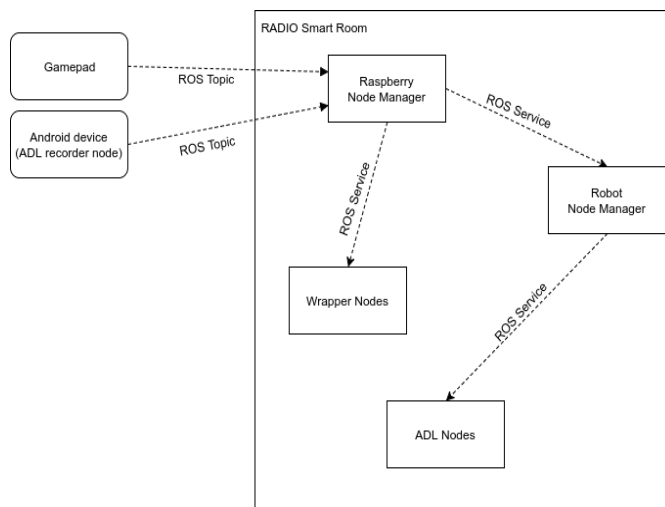 RADIO Smart Room
Gamepad
Raspberry
Node Manager
ROS Topic
ROS Service
Android device
(ADL recorder node)
ROS Topic
ROS Service
Robot
Node Manager
Wrapper Nodes
ROS Service
ADL Nodes